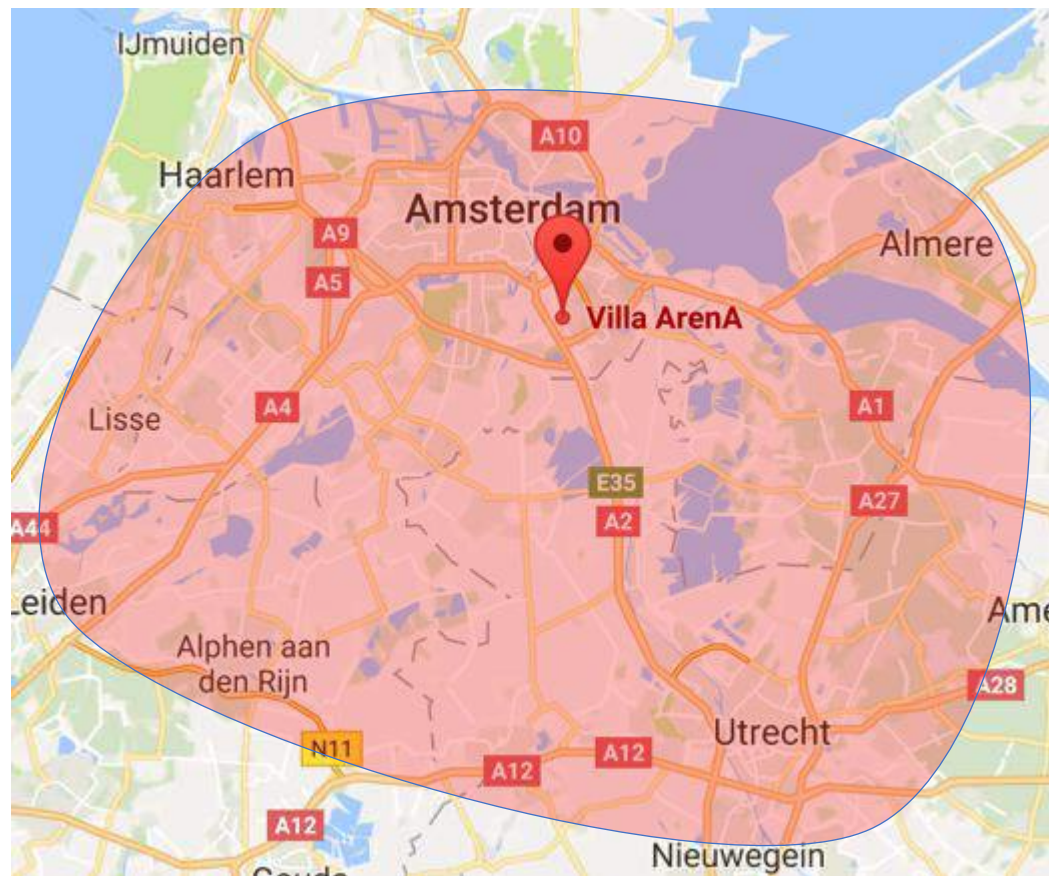 IJmuiden
A10
Haarlem
Amsterdam
A9
Almere
A5
Villa ArenA
A4
A1
Lisse
E35
A27
A44
A2
Leiden
Alphen aan
den Rijn
A28
Utrecht
N11
A12
A12
A12
Nieuwegein